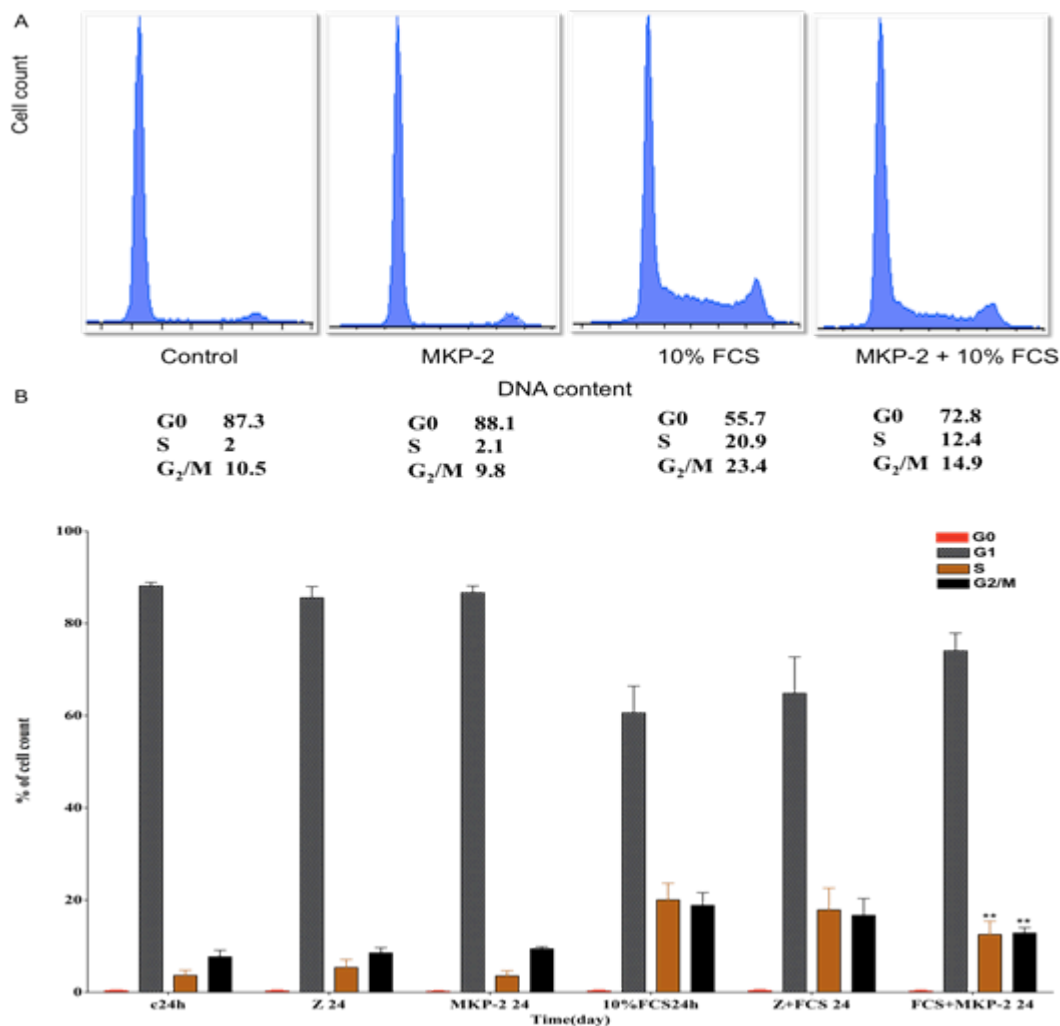 A
Cell count
Control
MKP-2
10% FCS
MKP-2 + 10% FCS
DNA content
B
G0 87.3
S 2
G₂/M 10.5
G0 88.1
S 2.1
G₂/M 9.8
G0 55.7
S 20.9
G₂/M 23.4
G0 72.8
S 12.4
G₂/M 14.9
% of cell count
100
80
60
40
20
0
G0
G1
S
G2/M
** **
c24h
Z 24
MKP-2 24
10%FCS24h
Z+FCS 24
FCS+MKP-2 24
Time(day)